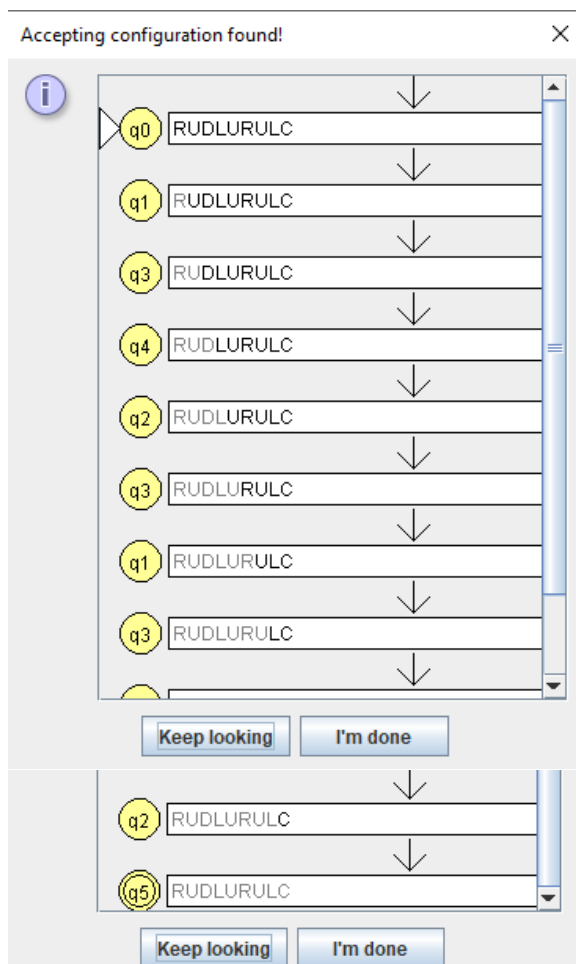 Accepting configuration found!
i
q0 RUDLURULC
q1 RUDLURULC
q3 RUDLURULC
q4 RUDLURULC
q2 RUDLURULC
q3 RUDLURULC
q1 RUDLURULC
q3 RUDLURULC
Keep looking I'm done
q2 RUDLURULC
q5 RUDLURULC
Keep looking I'm done